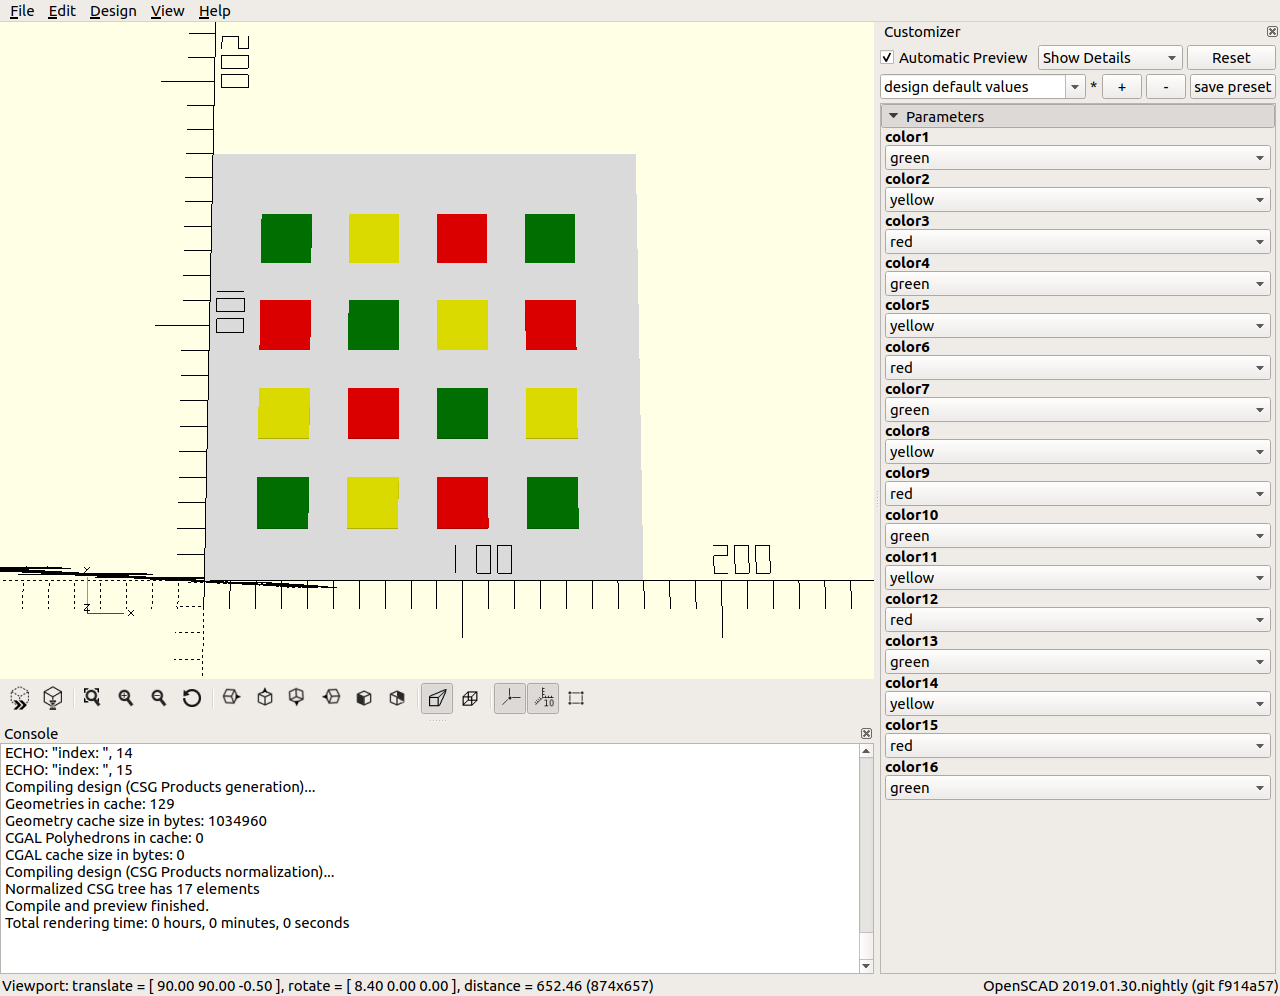 File Edit Design View Help
200
100
100
200
Y
Z
X
10
Console
ECHO: "index: ", 14
ECHO: "index: ", 15
Compiling design (CSG Products generation)...
Geometries in cache: 129
Geometry cache size in bytes: 1034960
CGAL Polyhedrons in cache: 0
CGAL cache size in bytes: 0
Compiling design (CSG Products normalization)...
Normalized CSG tree has 17 elements
Compile and preview finished.
Total rendering time: 0 hours, 0 minutes, 0 seconds
Customizer
Automatic Preview Show Details Reset
design default values * + - save preset
Parameters
color1
green
color2
yellow
color3
red
color4
green
color5
yellow
color6
red
color7
green
color8
yellow
color9
red
color10
green
color11
yellow
color12
red
color13
green
color14
yellow
color15
red
color16
green
Viewport: translate = [ 90.00 90.00 -0.50 ], rotate = [ 8.40 0.00 0.00 ], distance = 652.46 (874x657)
OpenSCAD 2019.01.30.nightly (git f914a57)